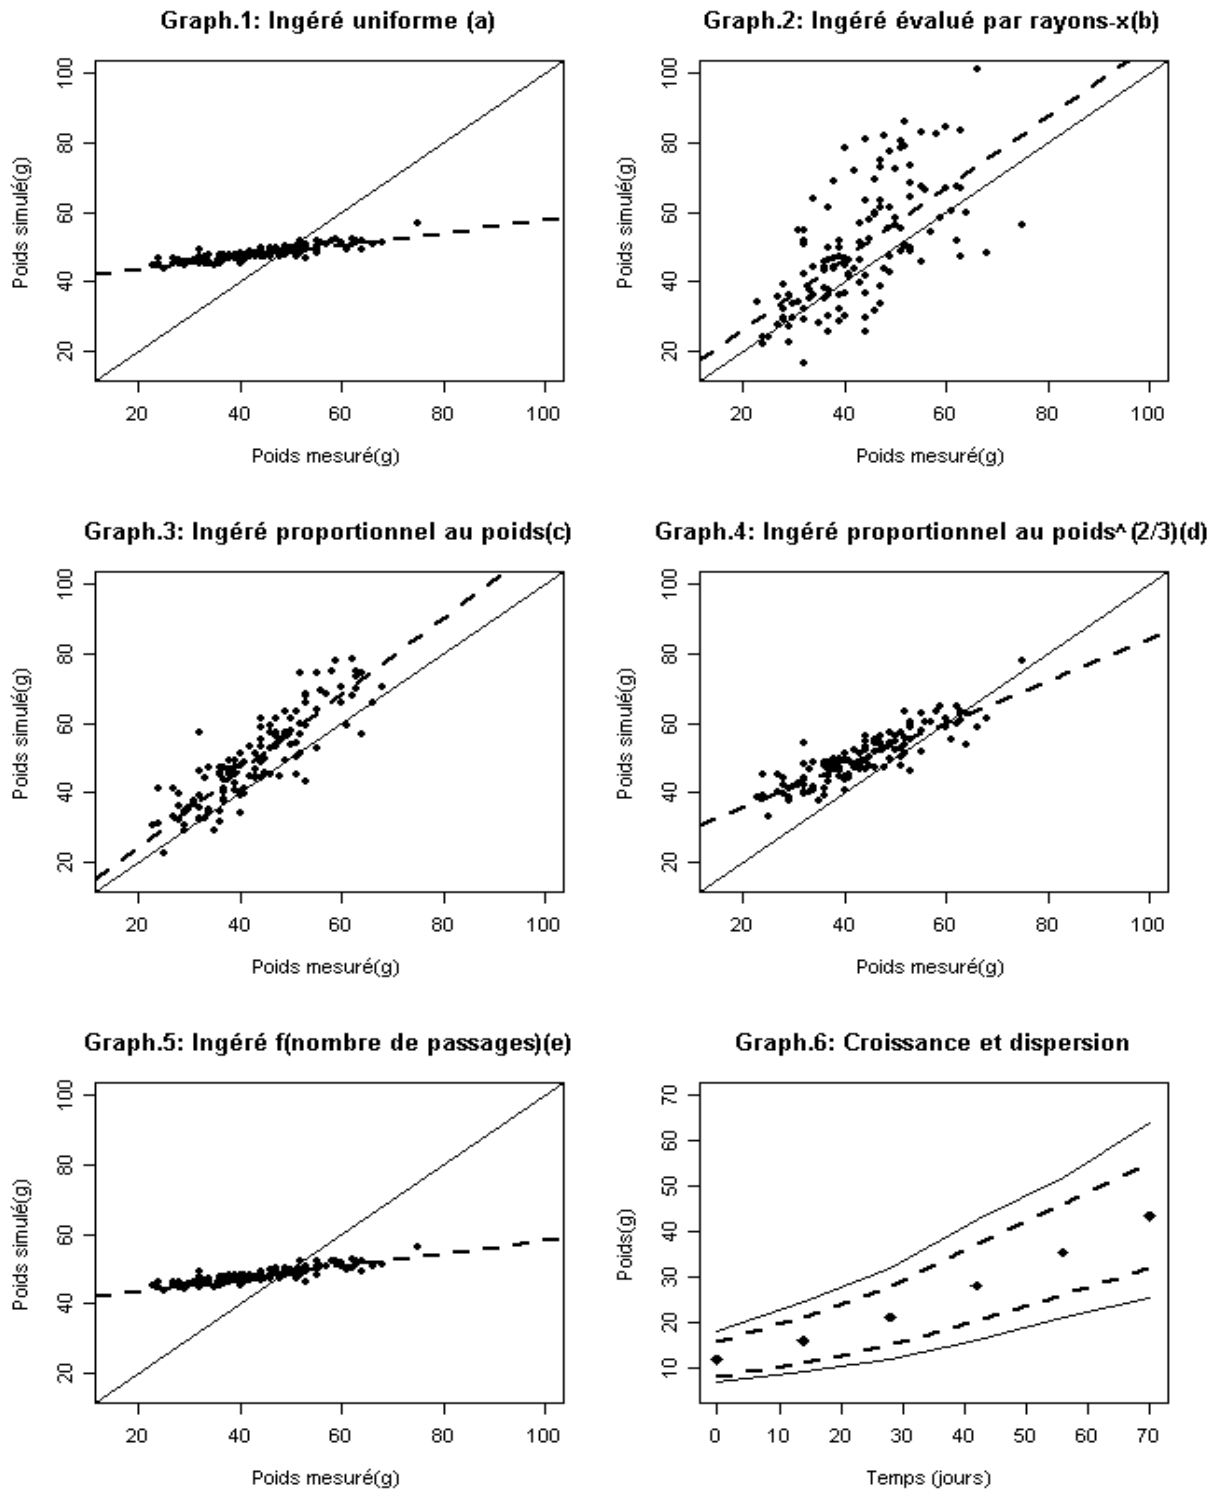 Graph.1: Ingéré uniforme (a)
Poids simulé(g)
100
80
60
40
20
20 40 60 80 100
Poids mesuré(g)
Graph.2: Ingéré évalué par rayons-x(b)
Poids simulé(g)
100
80
60
40
20
20 40 60 80 100
Poids mesuré(g)
Graph.3: Ingéré proportionnel au poids(c)
Poids simulé(g)
100
80
60
40
20
20 40 60 80 100
Poids mesuré(g)
Graph.4: Ingéré proportionnel au poids^(2/3)(d)
Poids simulé(g)
100
80
60
40
20
20 40 60 80 100
Poids mesuré(g)
Graph.5: Ingéré f(nombre de passages)(e)
Poids simulé(g)
100
80
60
40
20
20 40 60 80 100
Poids mesuré(g)
Graph.6: Croissance et dispersion
Poids(g)
70
60
50
40
30
20
10
0 10 20 30 40 50 60 70
Temps (jours)